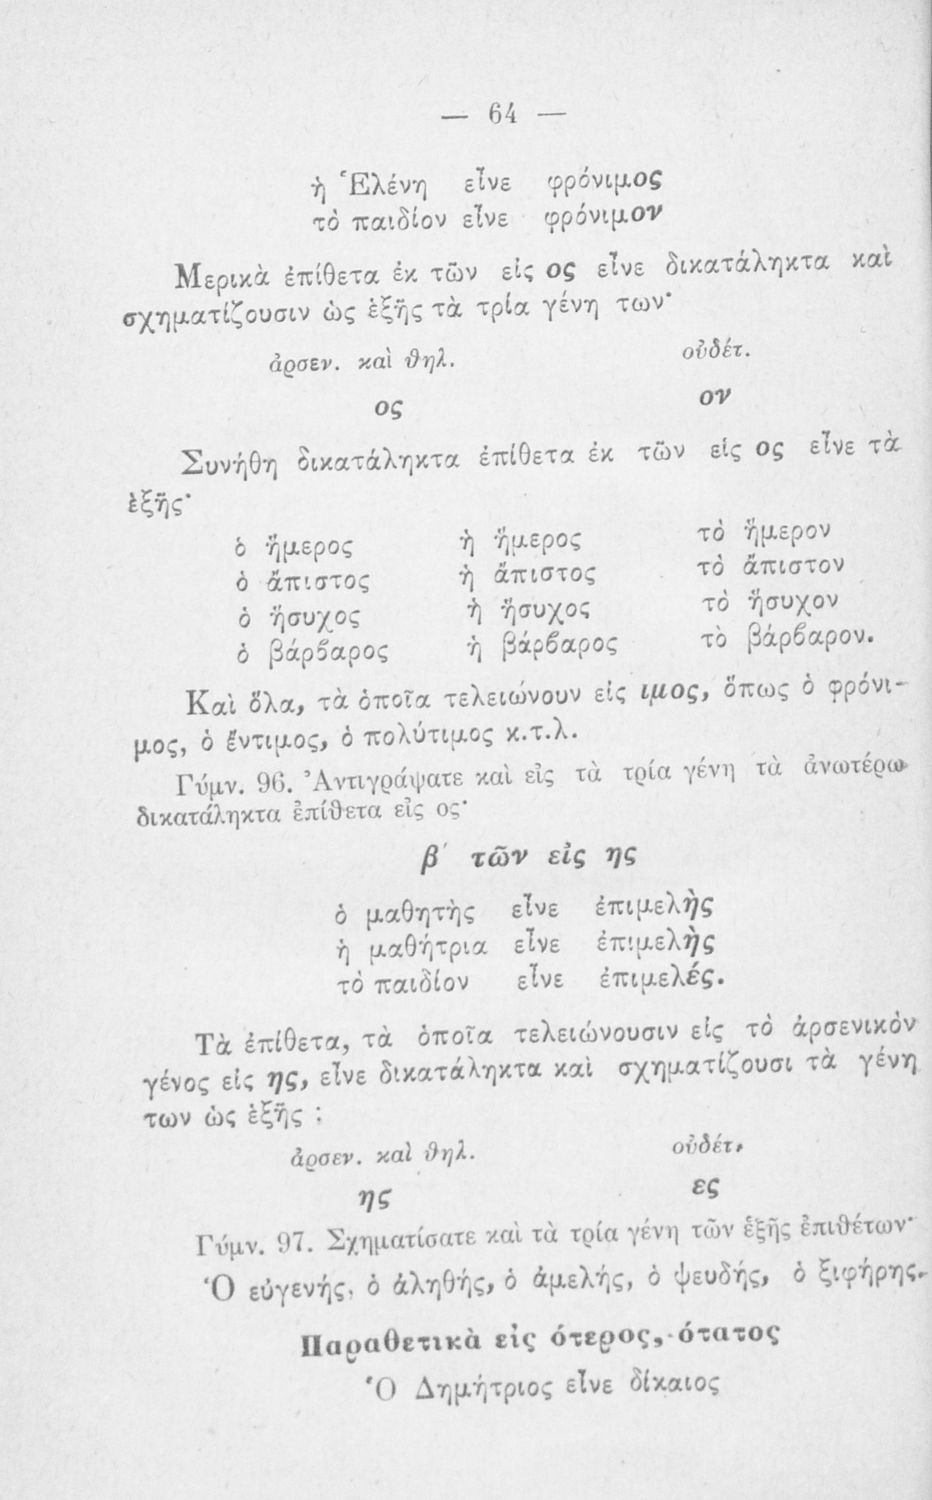 — 64 —
ἡ Ἑλένη εἶνε φρόνιμος
τὸ παιδίον εἶνε φρόνιμον
Μερικὰ ἐπίθετα ἐκ τῶν εἰς ος εἶνε δικατάληκτα καὶ
σχηματίζουσιν ὡς ἑξῆς τὰ τρία γένη των·
ἀρσεν. καὶ θηλ. οὐδέτ.
ος ον
Συνήθη δικατάληκτα ἐπίθετα ἐκ τῶν εἰς ος εἶνε τὰ
ἑξῆς·
ὁ ἥμερος ἡ ἥμερος τὸ ἥμερον
ὁ ἄπιστος ἡ ἄπιστος τὸ ἄπιστον
ὁ ἥσυχος ἡ ἥσυχος τὸ ἥσυχον
ὁ βάρβαρος ἡ βάρβαρος τὸ βάρβαρον.
Καὶ ὅλα, τὰ ὁποῖα τελειώνουν εἰς ιμος, ὅπως ὁ φρόνι-
μος, ὁ ἔντιμος, ὁ πολύτιμος κ.τ.λ.
Γύμν. 96. Ἀντιγράψατε καὶ εἰς τὰ τρία γένη τὰ ἀνωτέρω
δικατάληκτα ἐπίθετα εἰς ος·
β΄ τῶν εἰς ης
ὁ μαθητὴς εἶνε ἐπιμελὴς
ἡ μαθήτρια εἶνε ἐπιμελὴς
τὸ παιδίον εἶνε ἐπιμελές.
Τὰ ἐπίθετα, τὰ ὁποῖα τελειώνουσιν εἰς τὸ ἀρσενικὸν
γένος εἰς ης, εἶνε δικατάληκτα καὶ σχηματίζουσι τὰ γένη
των ὡς ἑξῆς :
ἀρσεν. καὶ θηλ. οὐδέτ.
ης ες
Γύμν. 97. Σχηματίσατε καὶ τὰ τρία γένη τῶν ἑξῆς ἐπιθέτων·
Ὁ εὐγενής, ὁ ἀληθής, ὁ ἀμελής, ὁ ψευδής, ὁ ξιφήρης.
Παραθετικὰ εἰς ότερος, ότατος
Ὁ Δημήτριος εἶνε δίκαιος